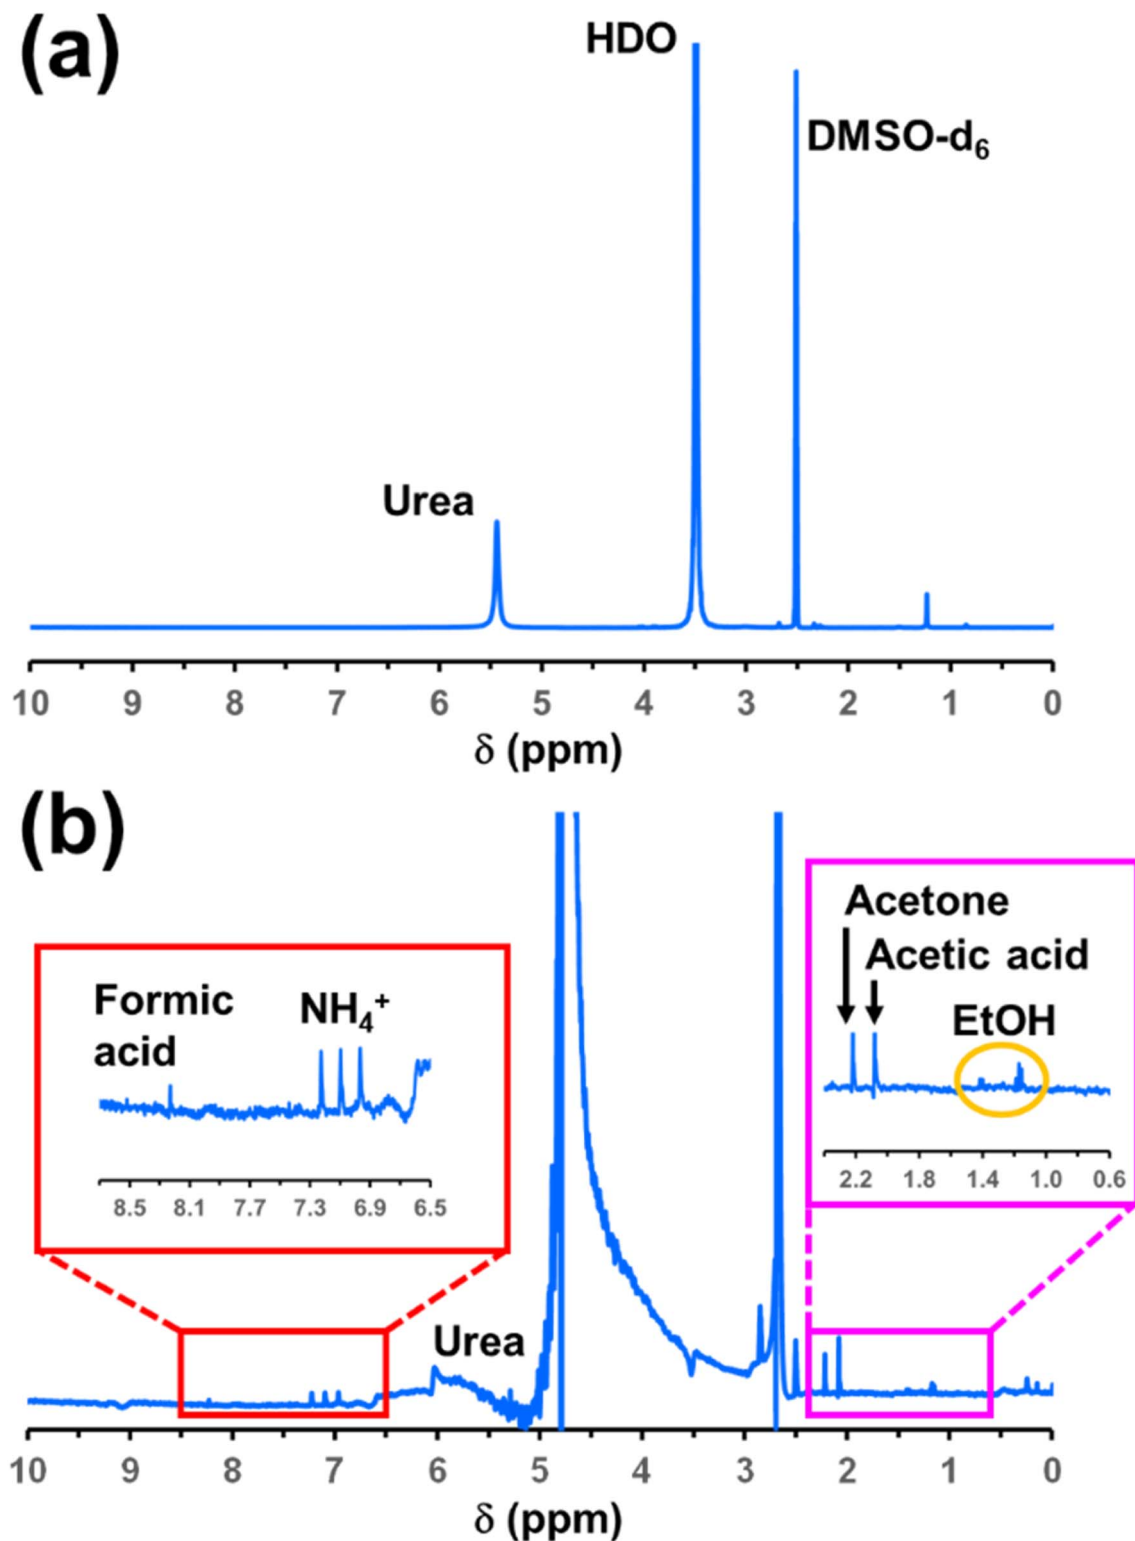 (a)
HDO
DMSO-d₆
Urea
10 9 8 7 6 5 4 3 2 1 0
δ (ppm)
(b)
Formic
acid
NH₄⁺
8.5 8.1 7.7 7.3 6.9 6.5
Acetone
Acetic acid
EtOH
2.2 1.8 1.4 1.0 0.6
Urea
10 9 8 7 6 5 4 3 2 1 0
δ (ppm)